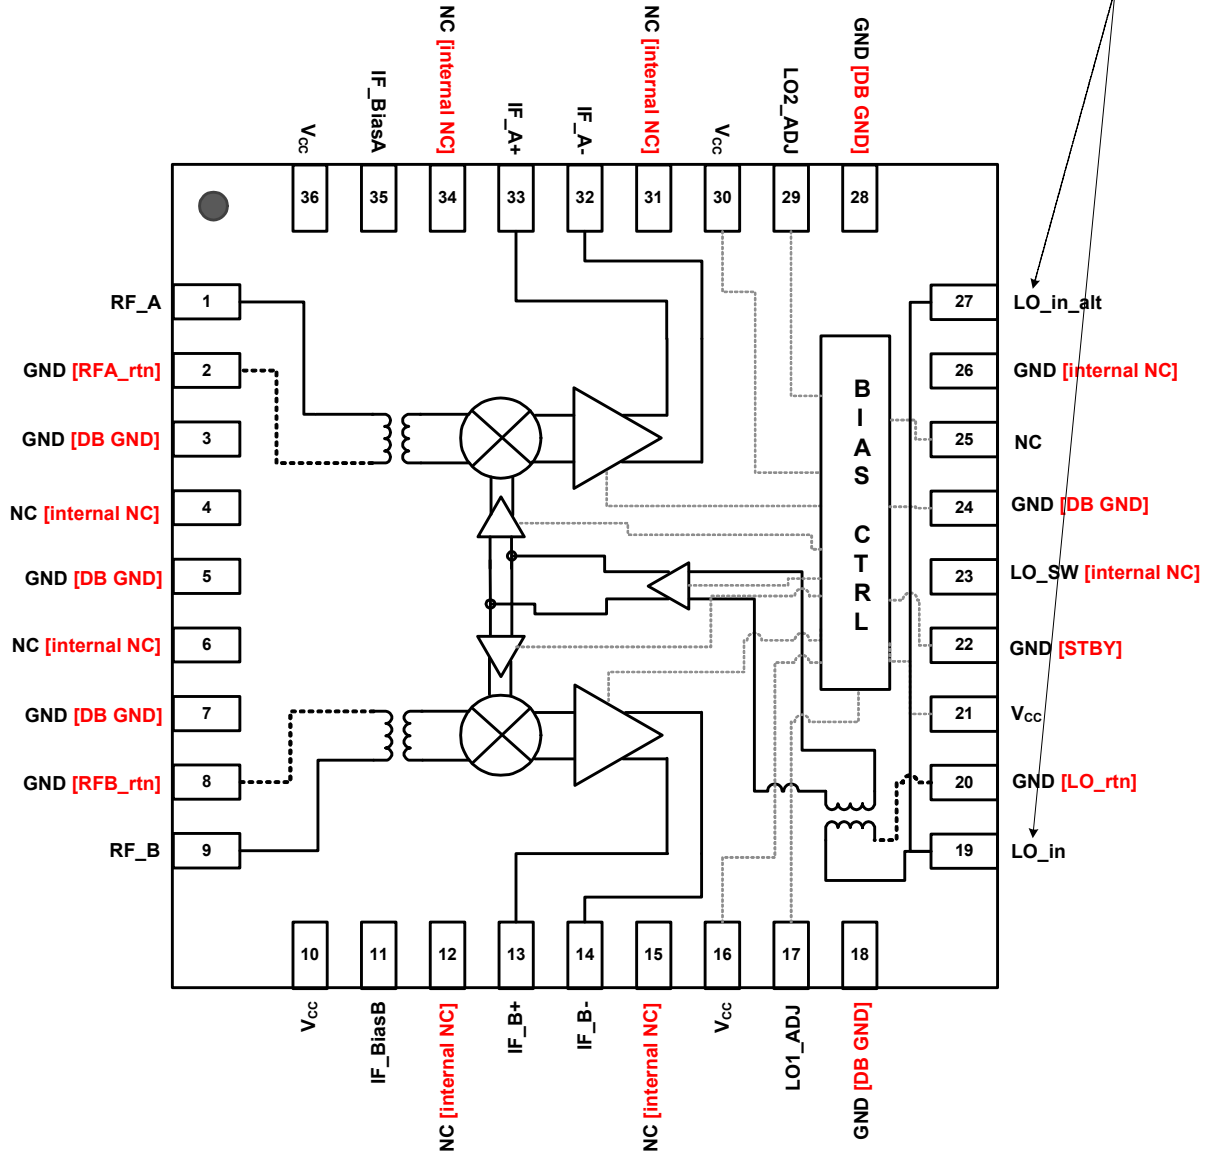 NC [internal NC]
NC [internal NC]
GND [DB GND]
IF_BiasA
LO2_ADJ
IF_A+
IF_A-
VCC
VCC
36
35
34
33
32
31
30
29
28
RF_A
1
27
LO_in_alt
GND [RFA_rtn]
2
26
GND [internal NC]
GND [DB GND]
3
25
NC
NC [internal NC]
4
24
GND [DB GND]
GND [DB GND]
5
23
LO_SW [internal NC]
NC [internal NC]
6
22
GND [STBY]
GND [DB GND]
7
21
VCC
GND [RFB_rtn]
8
20
GND [LO_rtn]
RF_B
9
19
LO_in
BIAS CTRL
10
11
12
13
14
15
16
17
18
VCC
IF_BiasB
NC [internal NC]
IF_B+
IF_B-
NC [internal NC]
VCC
LO1_ADJ
GND [DB GND]